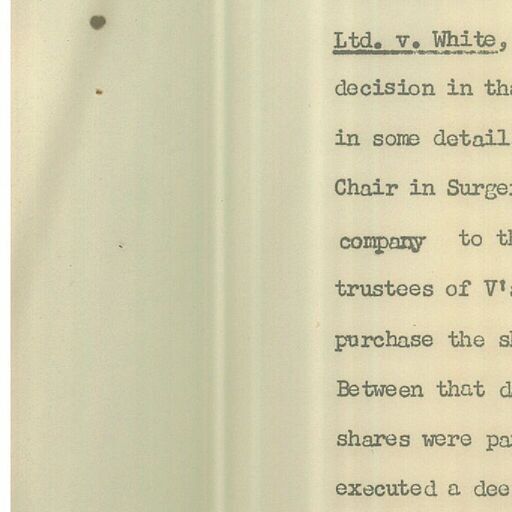 Ltd. v. White,
decision in tha
in some detail
Chair in Surge
company to th
trustees of V's
purchase the sh
Between that d
shares were pa
executed a dee